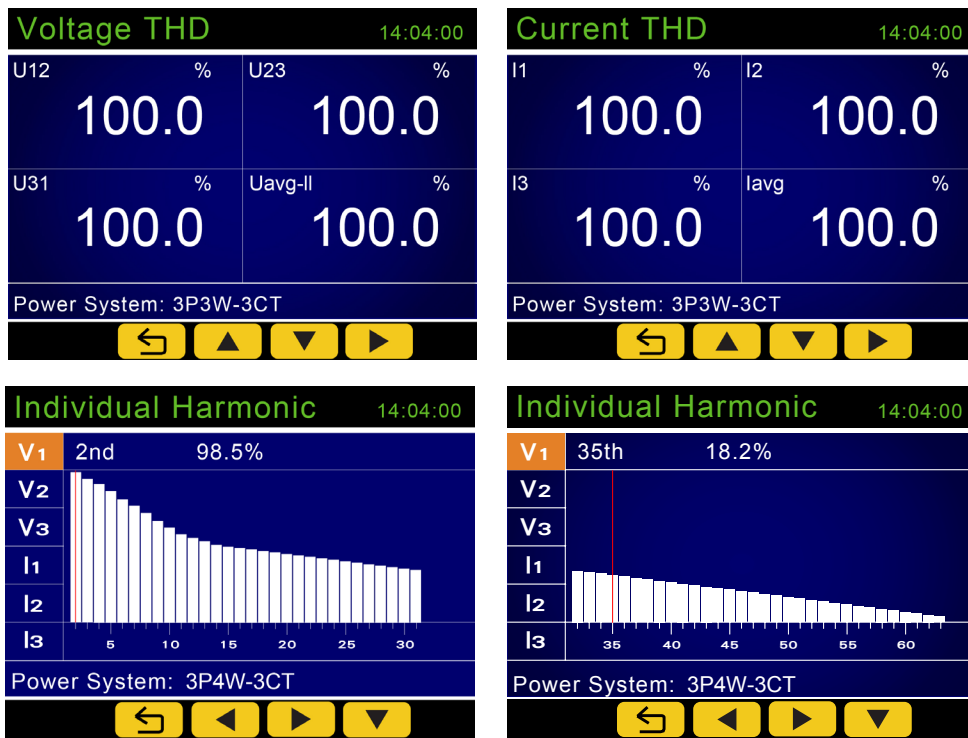 Voltage THD 14:04:00
U12 % U23 %
100.0 100.0
U31 % Uavg-ll %
100.0 100.0
Power System: 3P3W-3CT
Current THD 14:04:00
I1 % I2 %
100.0 100.0
I3 % Iavg %
100.0 100.0
Power System: 3P3W-3CT
Individual Harmonic 14:04:00
V1 2nd 98.5%
V2
V3
I1
I2
I3 5 10 15 20 25 30
Power System: 3P4W-3CT
Individual Harmonic 14:04:00
V1 35th 18.2%
V2
V3
I1
I2
I3 35 40 45 50 55 60
Power System: 3P4W-3CT